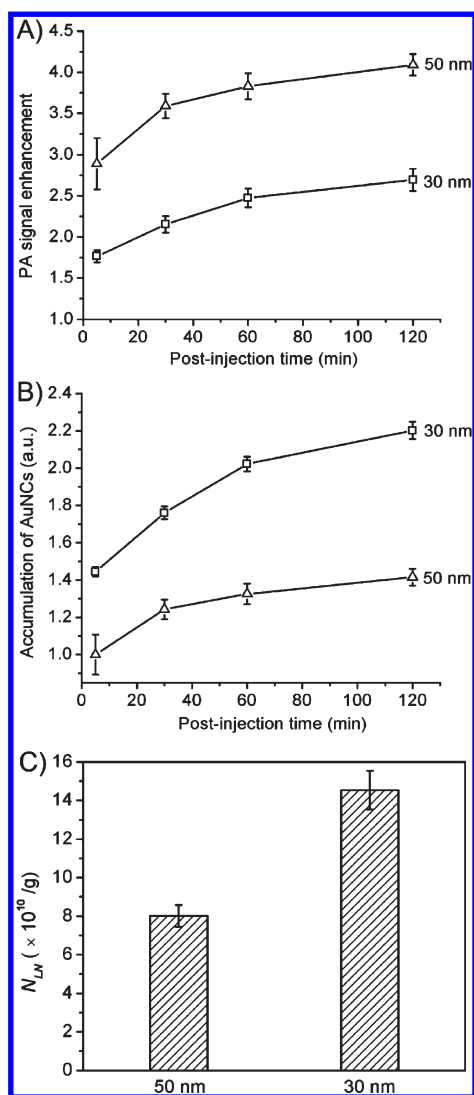 A)
PA signal enhancement
4.5
4.0
3.5
3.0
2.5
2.0
1.5
1.0
50 nm
30 nm
0 20 40 60 80 100 120
Post-injection time (min)
B)
Accumulation of AuNCs (a.u.)
2.4
2.2
2.0
1.8
1.6
1.4
1.2
1.0
30 nm
50 nm
0 20 40 60 80 100 120
Post-injection time (min)
C)
N_LN ( × 10¹⁰ /g)
16
14
12
10
8
6
4
2
0
50 nm 30 nm